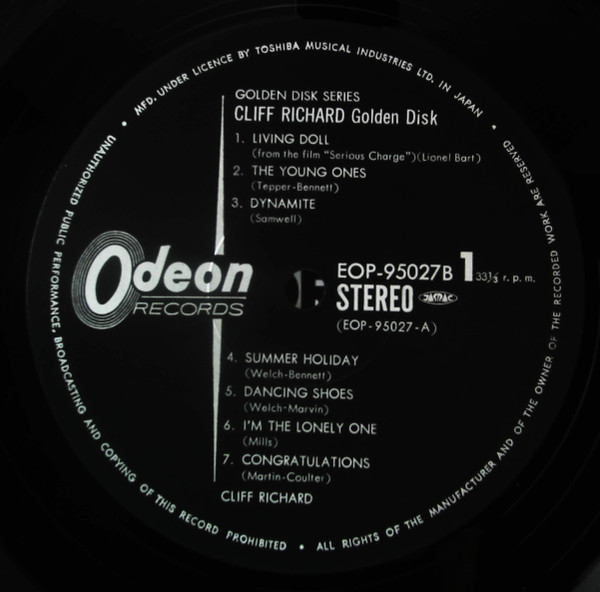 MFD. UNDER LICENCE BY TOSHIBA MUSICAL INDUSTRIES LTD. IN JAPAN •
GOLDEN DISK SERIES
CLIFF RICHARD Golden Disk
1. LIVING DOLL
(from the film "Serious Charge")(Lionel Bart)
2. THE YOUNG ONES
(Tepper-Bennett)
3. DYNAMITE
(Samwell)
Odeon
RECORDS
EOP-95027B 1 33⅓ r. p. m.
STEREO JASRAC
(EOP-95027-A)
4. SUMMER HOLIDAY
(Welch-Bennett)
5. DANCING SHOES
(Welch-Marvin)
6. I'M THE LONELY ONE
(Mills)
7. CONGRATULATIONS
(Martin-Coulter)
CLIFF RICHARD
ALL RIGHTS OF THE MANUFACTURER AND OF THE OWNER OF THE RECORDED WORK ARE RESERVED
UNAUTHORIZED PUBLIC PERFORMANCE, BROADCASTING AND COPYING OF THIS RECORD PROHIBITED •